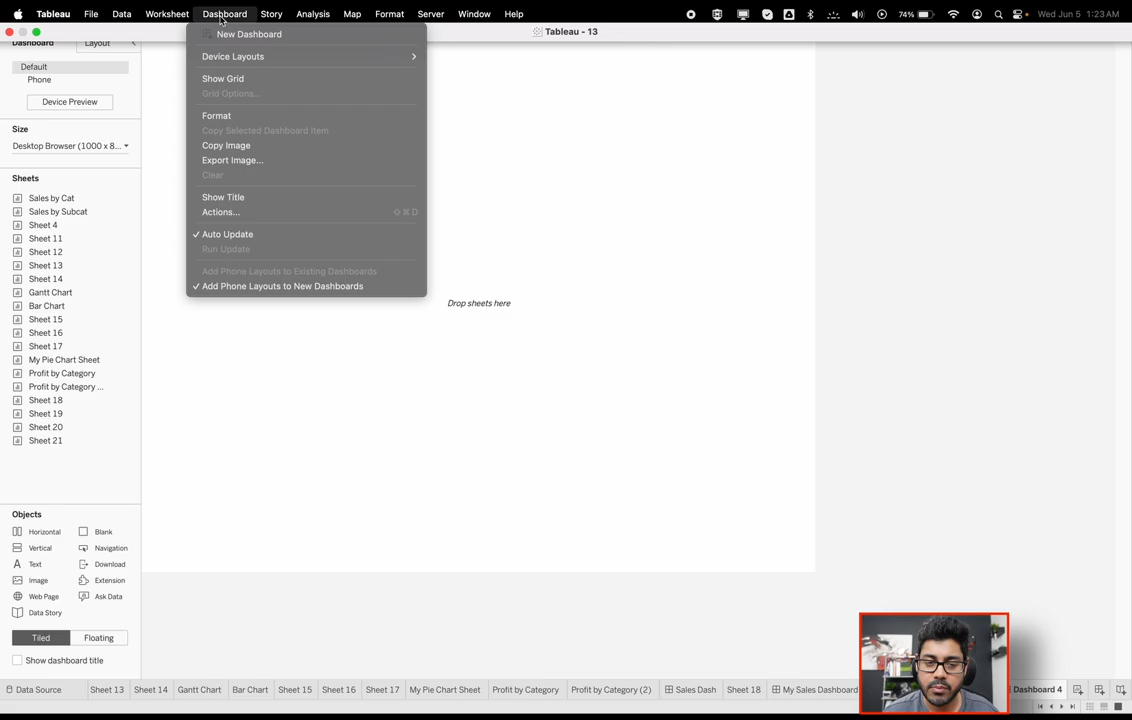 Tableau File Data Worksheet Dashboard Story Analysis Map Format Server Window Help 74% Wed Jun 5 1:23 AM
Tableau - 13
Dashboard Layout
Default
Phone
Device Preview
Size
Desktop Browser (1000 x 8...
Sheets
Sales by Cat
Sales by Subcat
Sheet 4
Sheet 11
Sheet 12
Sheet 13
Sheet 14
Gantt Chart
Bar Chart
Sheet 15
Sheet 16
Sheet 17
My Pie Chart Sheet
Profit by Category
Profit by Category ...
Sheet 18
Sheet 19
Sheet 20
Sheet 21
Objects
Horizontal Blank
Vertical Navigation
Text Download
Image Extension
Web Page Ask Data
Data Story
Tiled Floating
Show dashboard title
New Dashboard
Device Layouts
Show Grid
Grid Options...
Format
Copy Selected Dashboard Item
Copy Image
Export Image...
Clear
Show Title
Actions... ⇧⌘D
✓ Auto Update
Run Update
Add Phone Layouts to Existing Dashboards
✓ Add Phone Layouts to New Dashboards
Drop sheets here
Data Source Sheet 13 Sheet 14 Gantt Chart Bar Chart Sheet 15 Sheet 16 Sheet 17 My Pie Chart Sheet Profit by Category Profit by Category (2) Sales Dash Sheet 18 My Sales Dashboard Dashboard 4